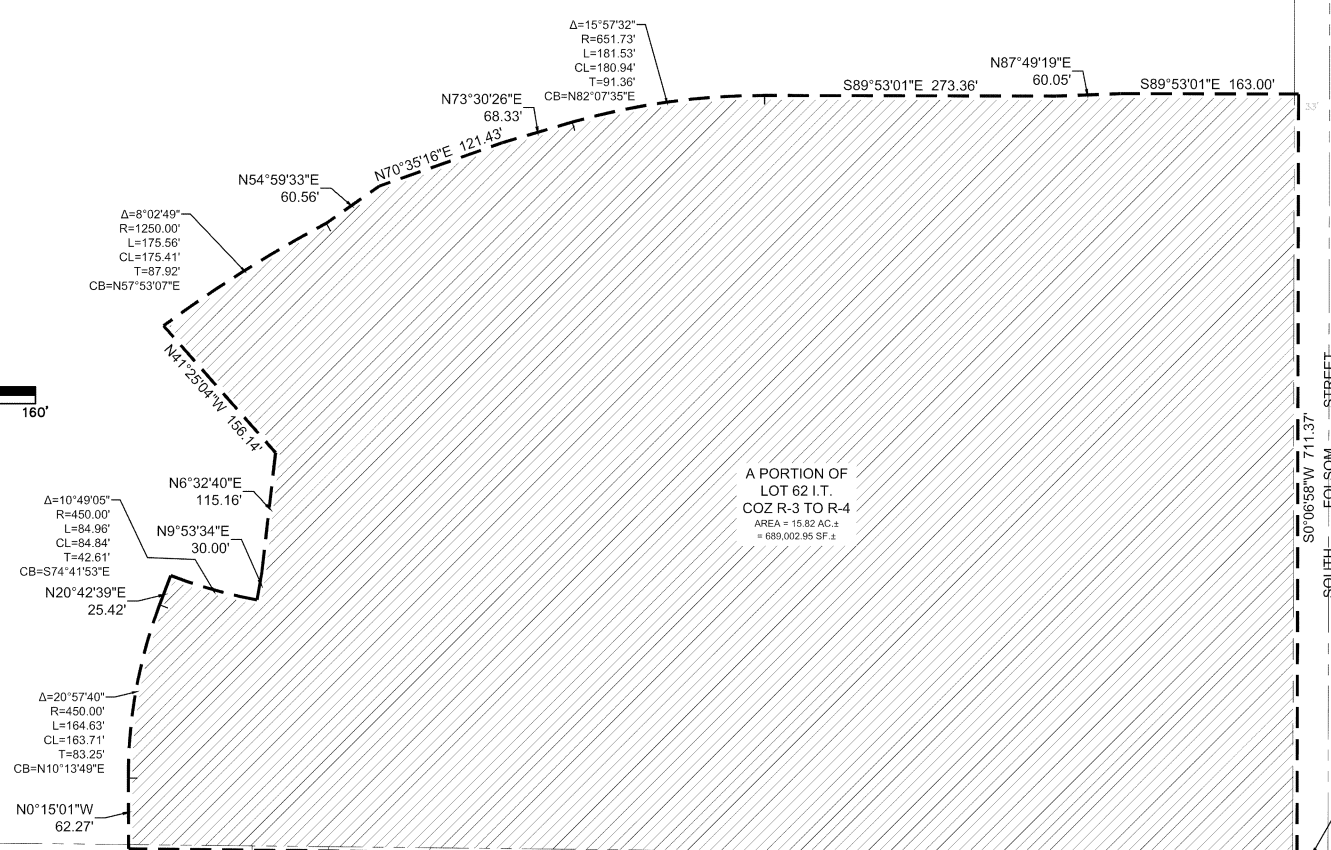 Δ=15°57'32"
R=651.73'
L=181.53'
CL=180.94'
T=91.36'
CB=N82°07'35"E
N87°49'19"E
60.05'
S89°53'01"E 273.36'
S89°53'01"E 163.00'
33'
N73°30'26"E
68.33'
N70°35'16"E 121.43'
N54°59'33"E
60.56'
Δ=8°02'49"
R=1250.00'
L=175.56'
CL=175.41'
T=87.92'
CB=N57°53'07"E
N41°25'04"W 156.14'
160'
N6°32'40"E
115.16'
A PORTION OF
LOT 62 I.T.
COZ R-3 TO R-4
AREA = 15.82 AC.±
= 689,002.95 SF.±
S0°06'58"W 711.37'
SOUTH FOLSOM STREET
Δ=10°49'05"
R=450.00'
L=84.96'
CL=84.84'
T=42.61'
CB=S74°41'53"E
N9°53'34"E
30.00'
N20°42'39"E
25.42'
Δ=20°57'40"
R=450.00'
L=164.63'
CL=163.71'
T=83.25'
CB=N10°13'49"E
N0°15'01"W
62.27'